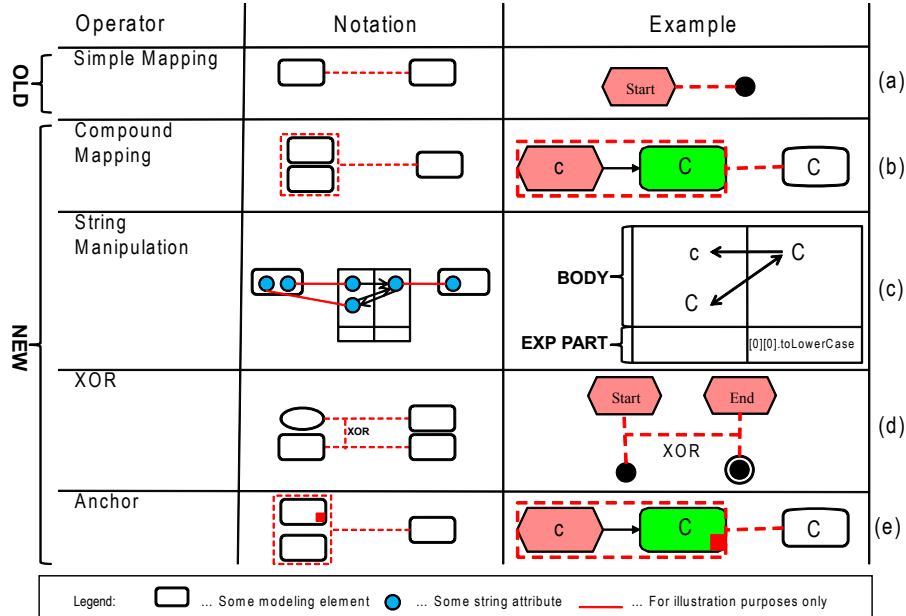 Operator Notation Example
OLD
Simple Mapping
Start
(a)
NEW
Compound
Mapping
c C C
(b)
String
Manipulation
BODY
c C
C
(c)
EXP PART
[0][0].toLowerCase
XOR
XOR
Start End
XOR
(d)
Anchor
c C C
(e)
Legend: ... Some modeling element ... Some string attribute ... For illustration purposes only